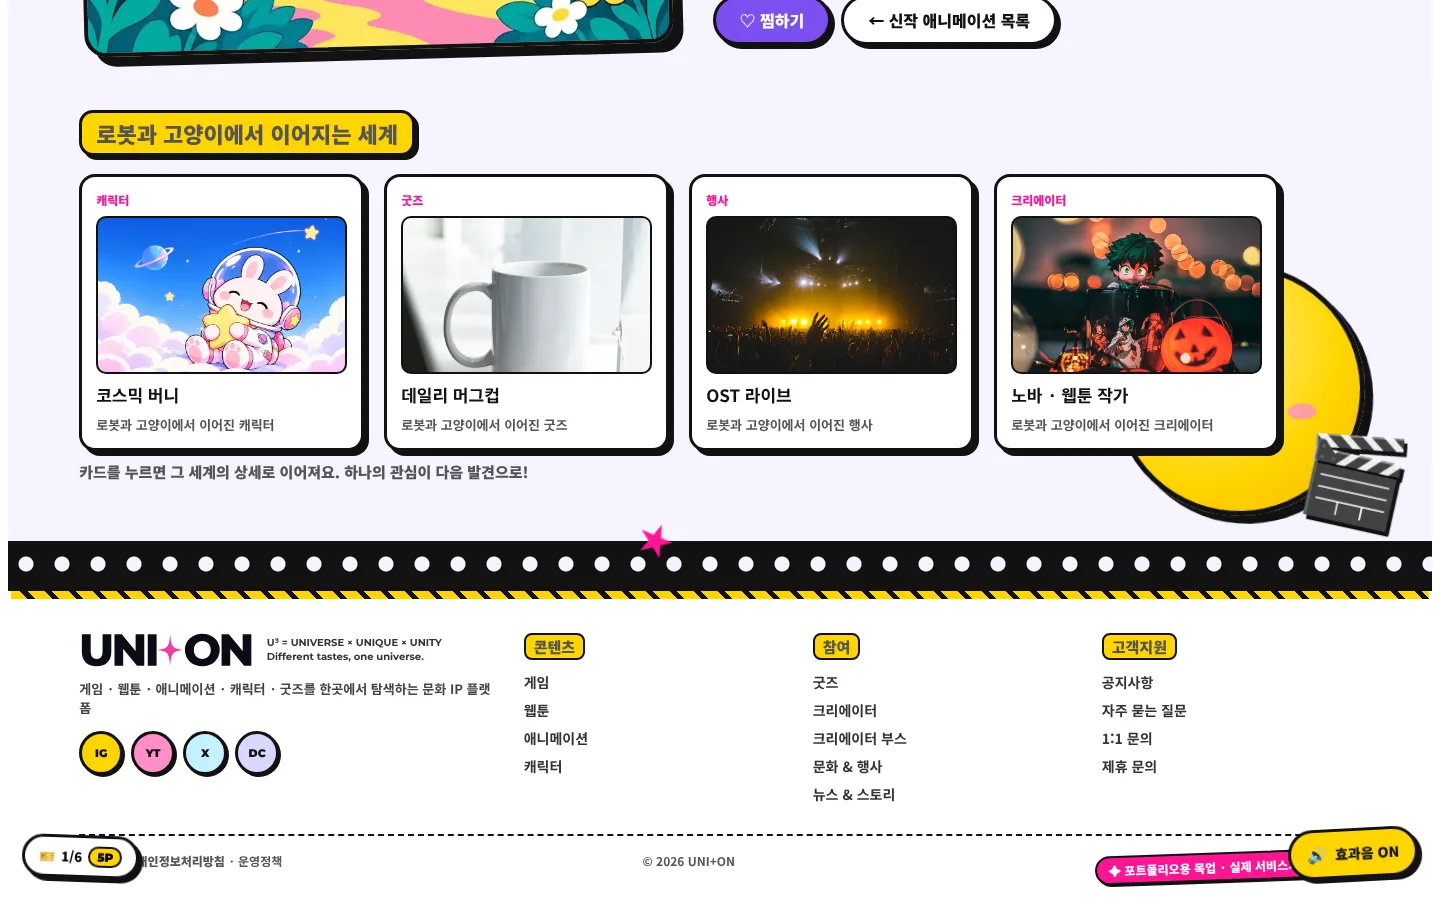 ♡ 찜하기
← 신작 애니메이션 목록
로봇과 고양이에서 이어지는 세계
캐릭터
코스믹 버니
로봇과 고양이에서 이어진 캐릭터
굿즈
데일리 머그컵
로봇과 고양이에서 이어진 굿즈
행사
OST 라이브
로봇과 고양이에서 이어진 행사
크리에이터
노바 · 웹툰 작가
로봇과 고양이에서 이어진 크리에이터
카드를 누르면 그 세계의 상세로 이어져요. 하나의 관심이 다음 발견으로!
UNI✦ON
U³ = UNIVERSE × UNIQUE × UNITY
Different tastes, one universe.
게임 · 웹툰 · 애니메이션 · 캐릭터 · 굿즈를 한곳에서 탐색하는 문화 IP 플랫
폼
IG YT X DC
콘텐츠
게임
웹툰
애니메이션
캐릭터
참여
굿즈
크리에이터
크리에이터 부스
문화 & 행사
뉴스 & 스토리
고객지원
공지사항
자주 묻는 질문
1:1 문의
제휴 문의
🎫 1/6 5P
개인정보처리방침 · 운영정책
© 2026 UNI+ON
✦ 포트폴리오용 목업 · 실제 서비스
🔊 효과음 ON